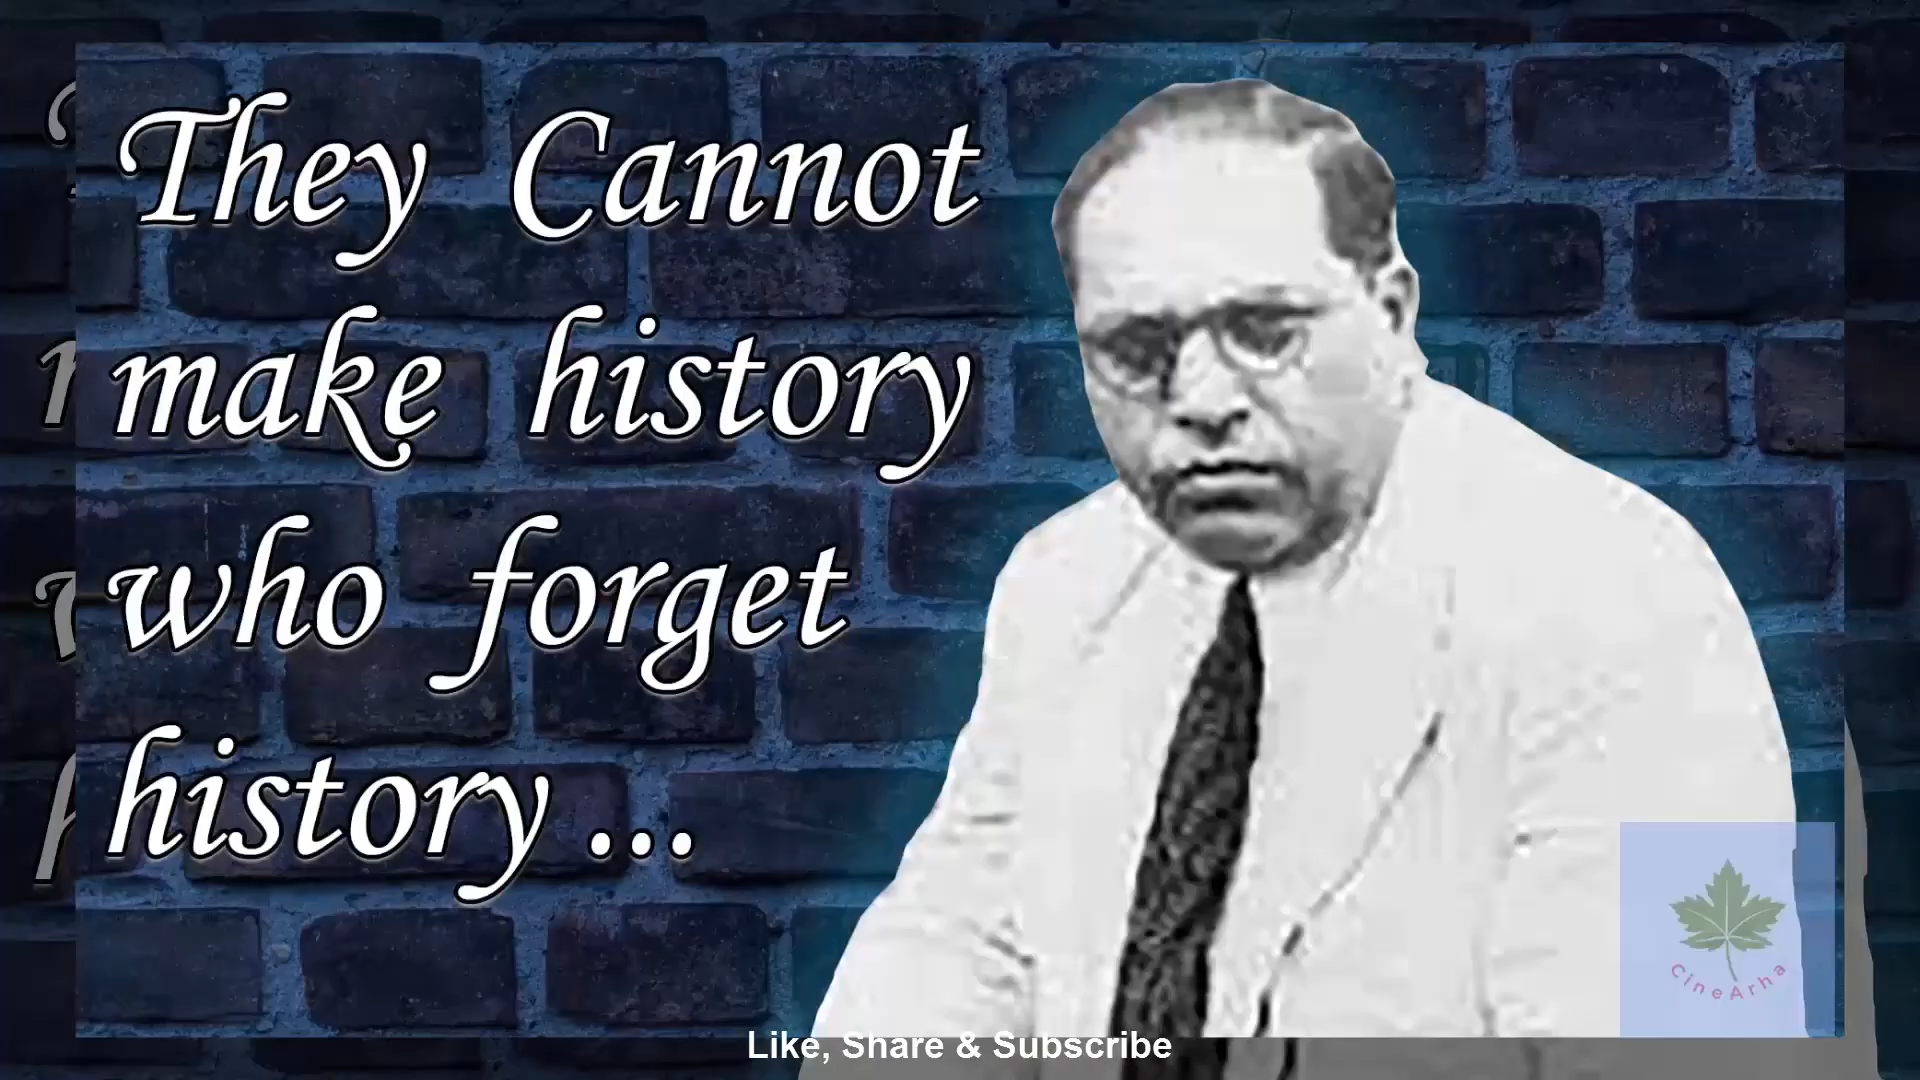 They Cannot
make history
who forget
history...
CineArha
Like, Share & Subscribe